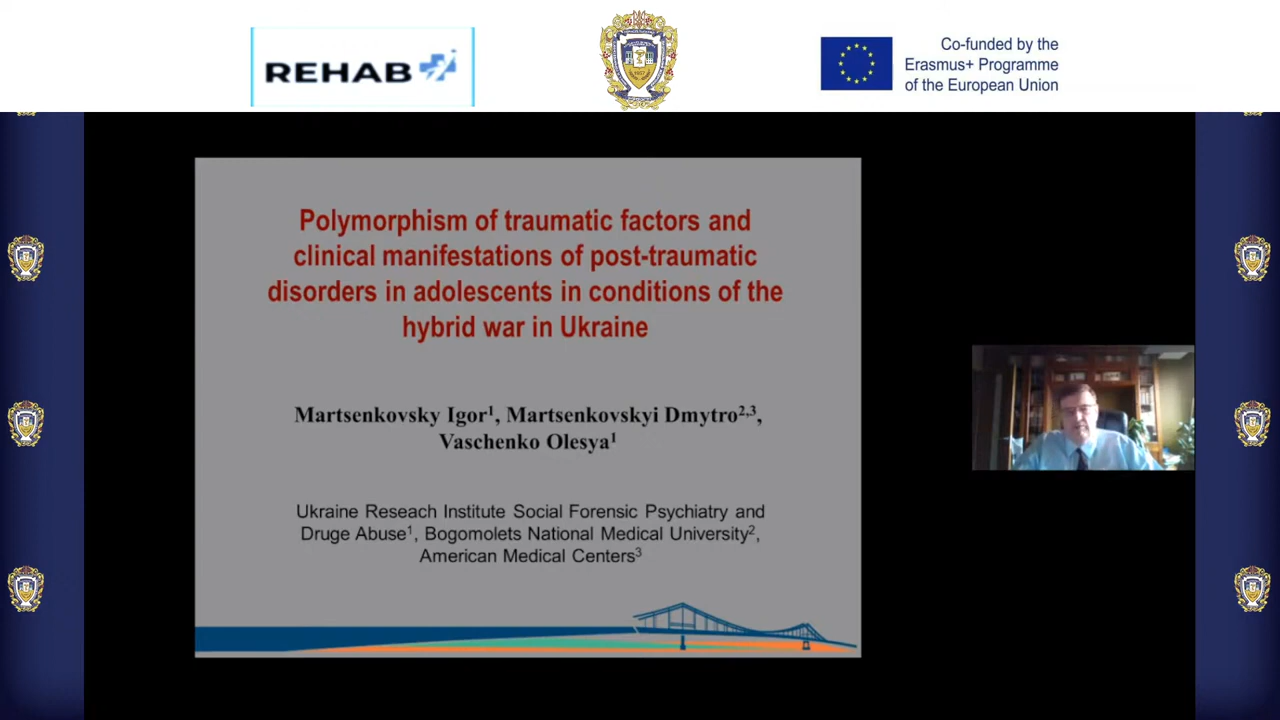 REHAB
Co-funded by the
Erasmus+ Programme
of the European Union
Polymorphism of traumatic factors and
clinical manifestations of post-traumatic
disorders in adolescents in conditions of the
hybrid war in Ukraine
Martsenkovsky Igor¹, Martsenkovskyi Dmytro²,³,
Vaschenko Olesya¹
Ukraine Reseach Institute Social Forensic Psychiatry and
Druge Abuse¹, Bogomolets National Medical University²,
American Medical Centers³